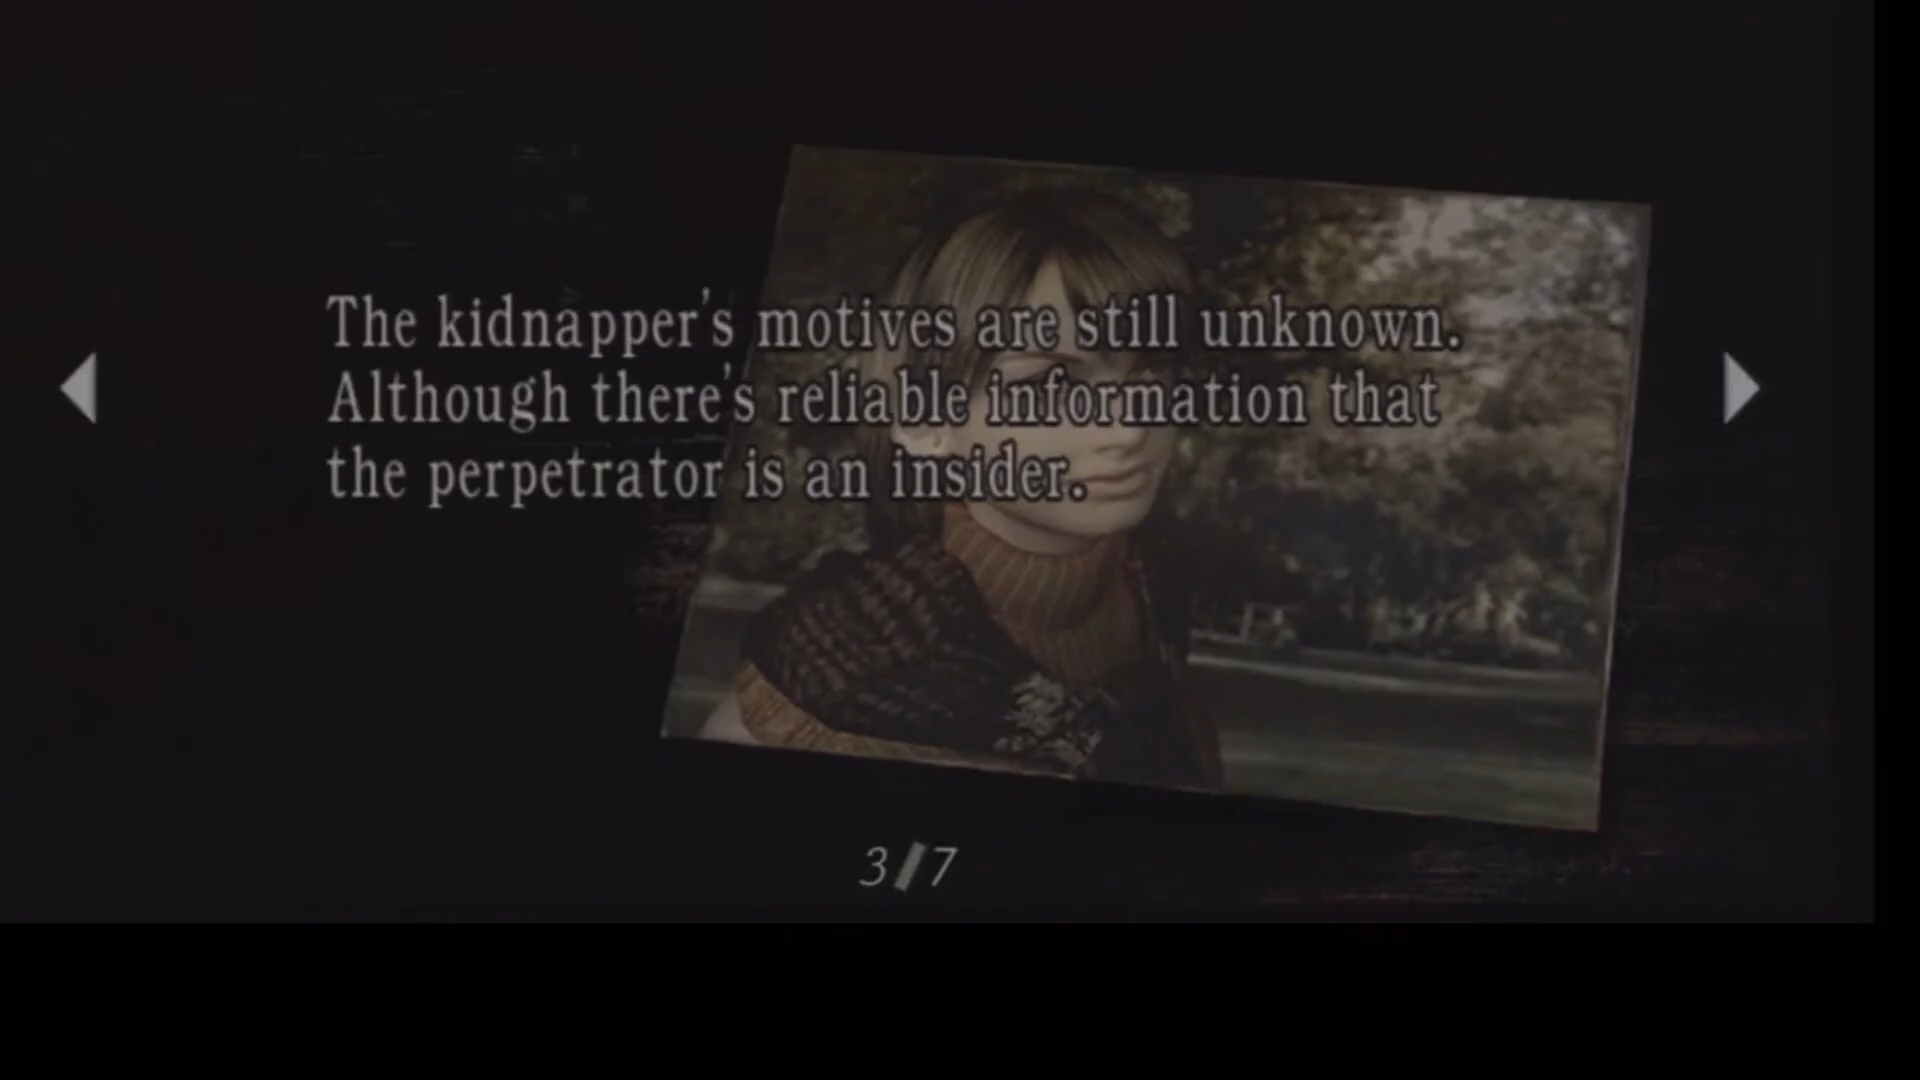 The kidnapper's motives are still unknown.
Although there's reliable information that
the perpetrator is an insider.
3/7